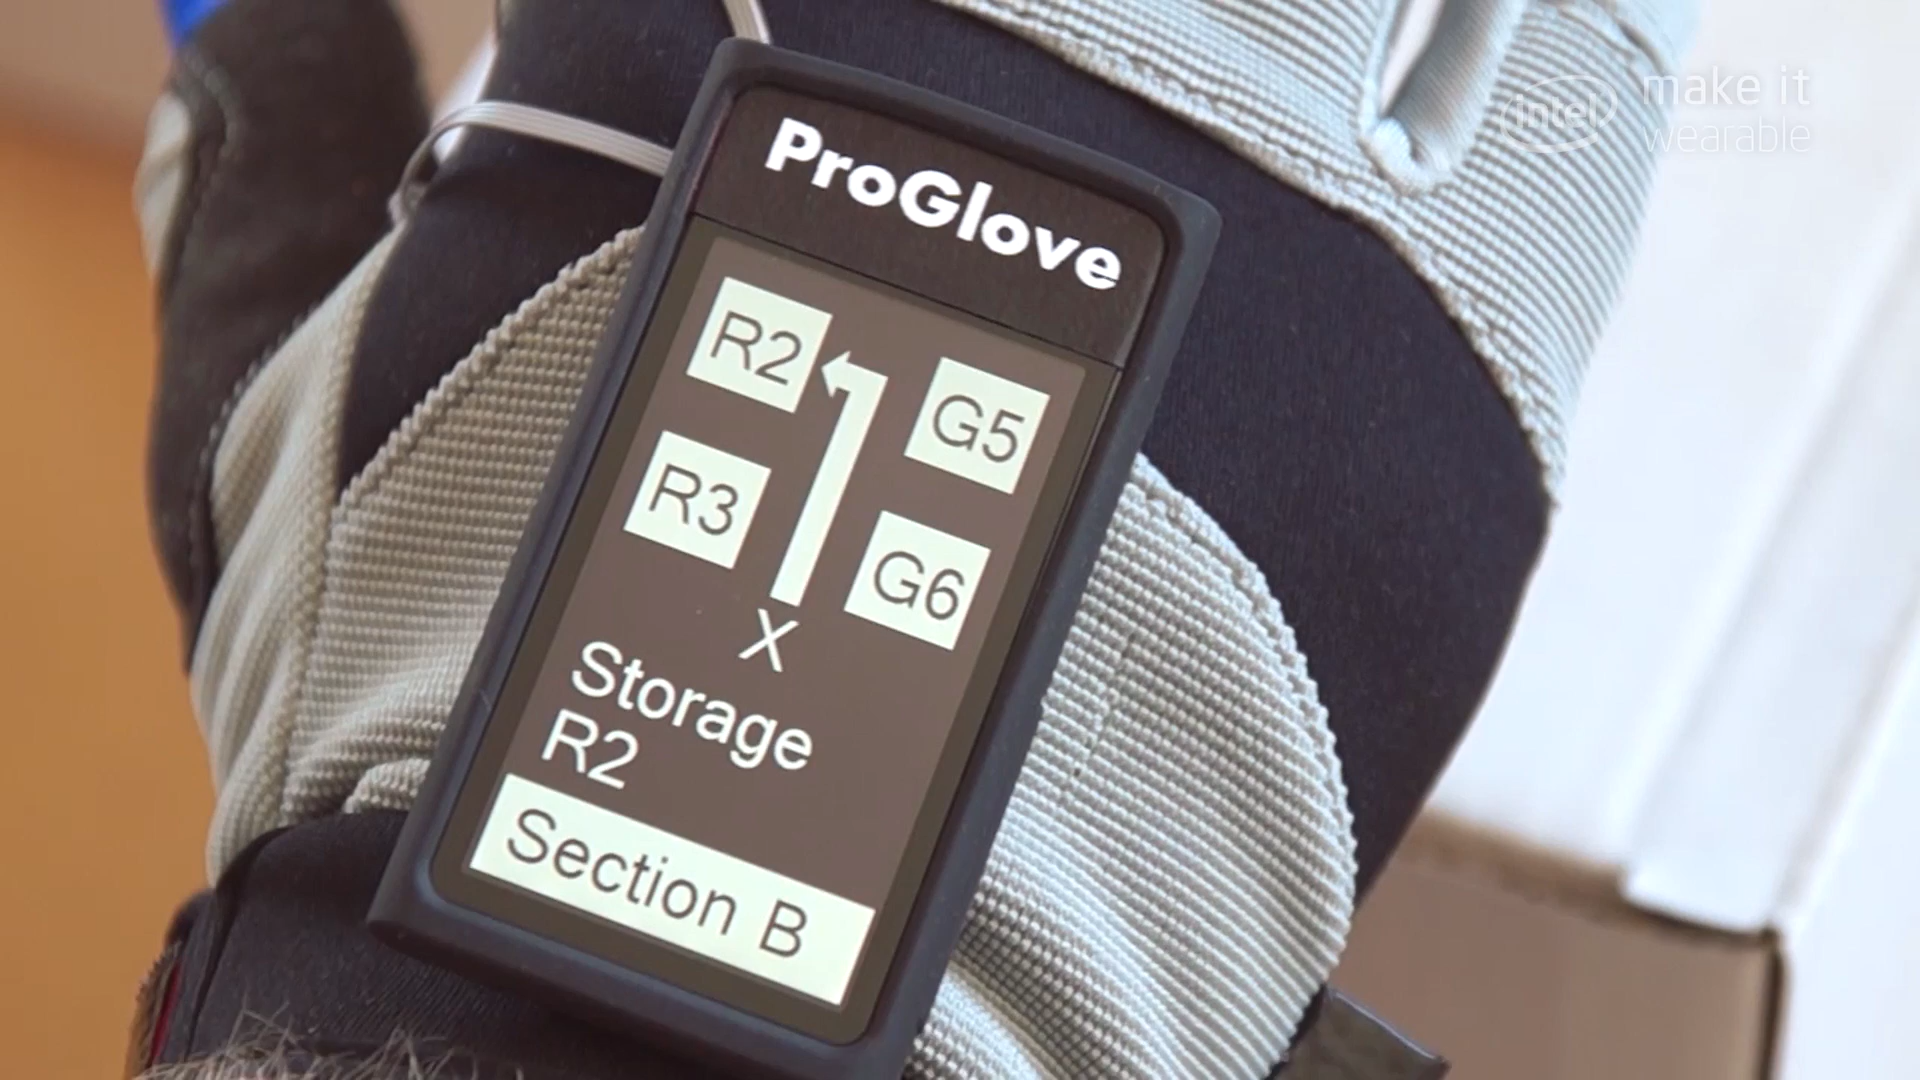 intel
make it
wearable
ProGlove
R2
G5
R3
G6
X
Storage
R2
Section B